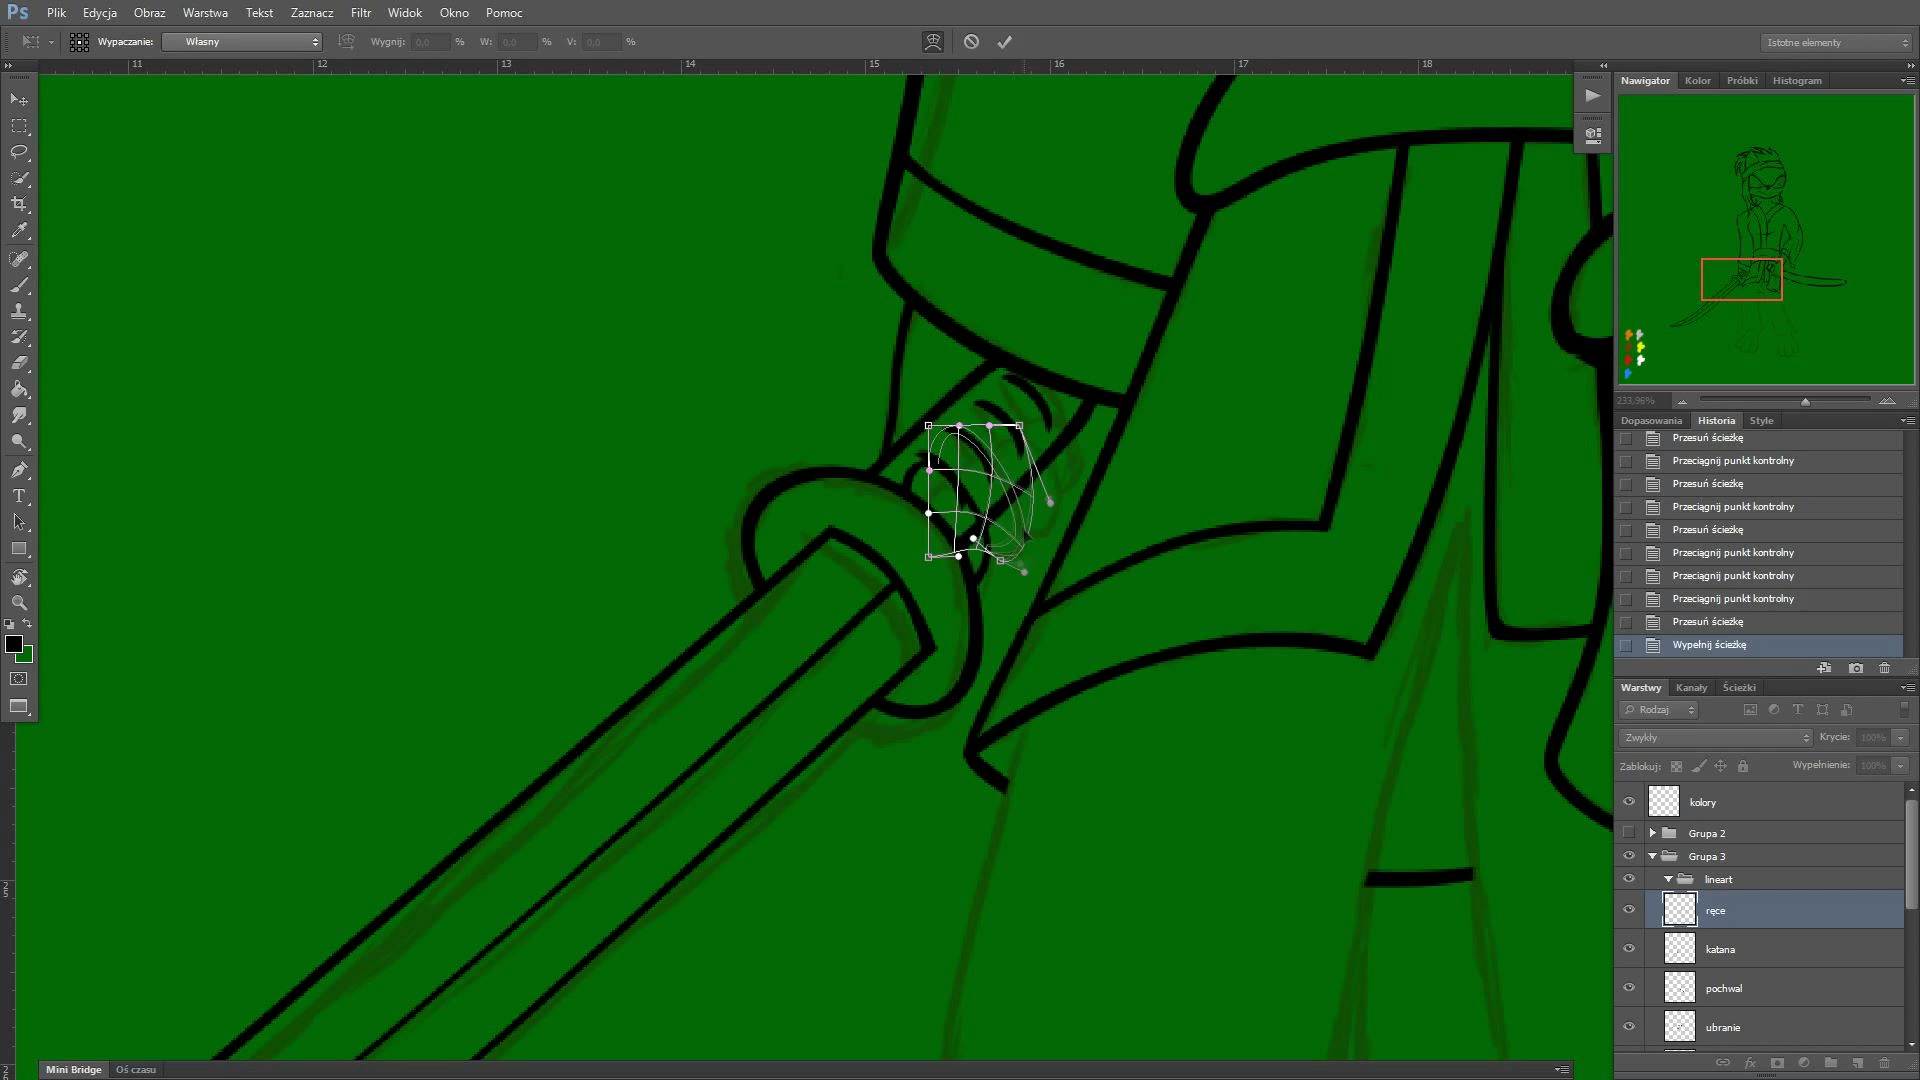 Ps Plik Edycja Obraz Warstwa Tekst Zaznacz Filtr Widok Okno Pomoc
Wypaczanie: Własny Wygnij: 0,0 % W: 0,0 % V: 0,0 % Istotne elementy
11 12 13 14 15 16 17 18
Nawigator Kolor Próbki Histogram
233,96%
Dopasowania Historia Style
Przesuń ścieżkę
Przeciągnij punkt kontrolny
Przesuń ścieżkę
Przeciągnij punkt kontrolny
Przesuń ścieżkę
Przeciągnij punkt kontrolny
Przeciągnij punkt kontrolny
Przeciągnij punkt kontrolny
Przesuń ścieżkę
Wypełnij ścieżkę
Warstwy Kanały Ścieżki
Rodzaj
Zwykły Krycie: 100%
Zablokuj: Wypełnienie: 100%
kolory
Grupa 2
Grupa 3
lineart
ręce
katana
pochwal
ubranie
Mini Bridge Oś czasu